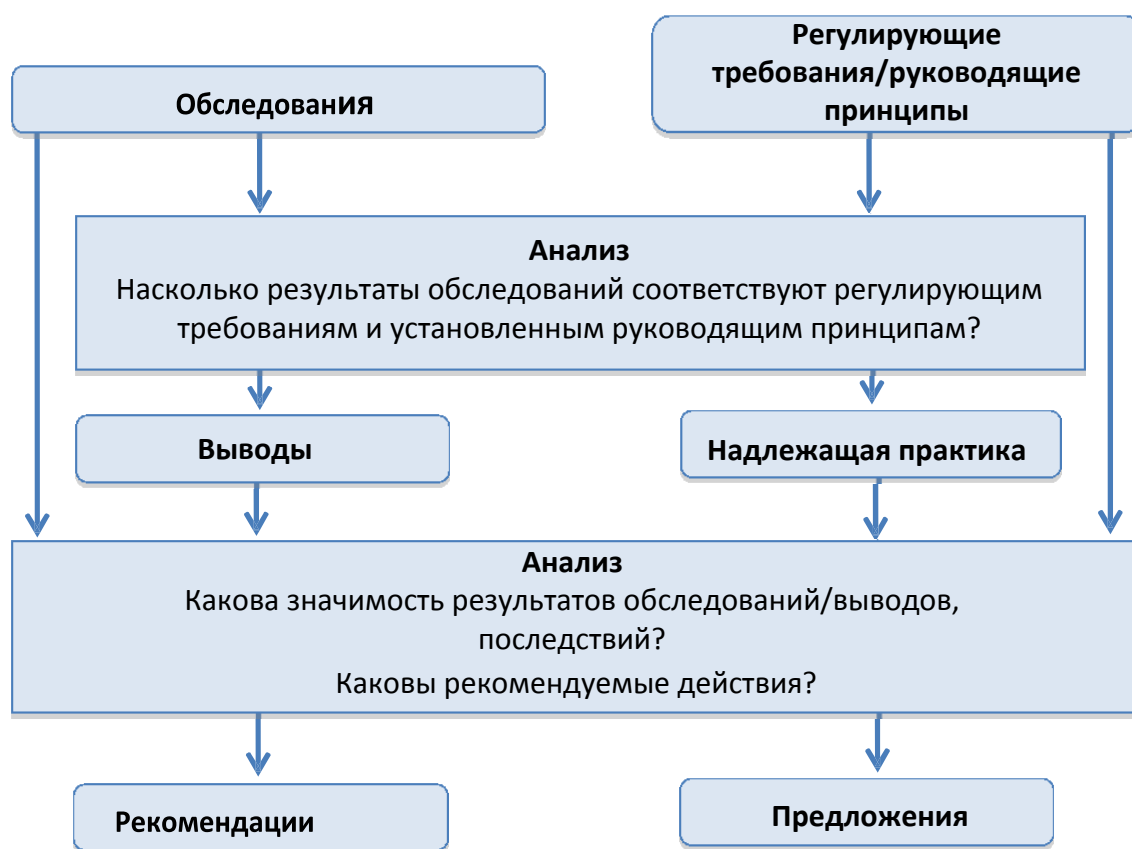 Обследования
Регулирующие
требования/руководящие
принципы
Анализ
Насколько результаты обследований соответствуют регулирующим
требованиям и установленным руководящим принципам?
Выводы
Надлежащая практика
Анализ
Какова значимость результатов обследований/выводов,
последствий?
Каковы рекомендуемые действия?
Рекомендации
Предложения